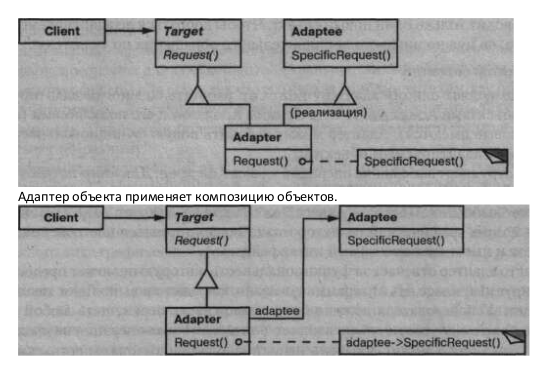 Client
Target
Request()
Adaptee
SpecificRequest()
(реализация)
Adapter
Request()
SpecificRequest()
Адаптер объекта применяет композицию объектов.
Client
Target
Request()
Adaptee
SpecificRequest()
adaptee
Adapter
Request()
adaptee->SpecificRequest()